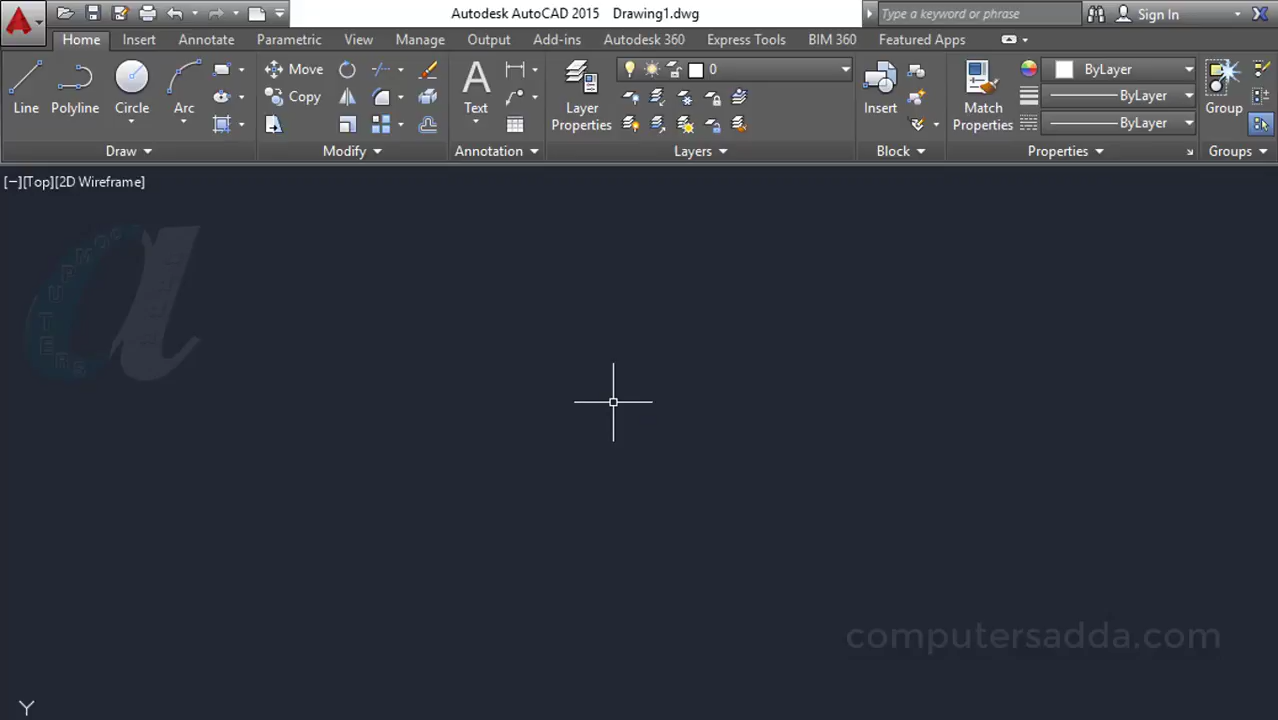 Autodesk AutoCAD 2015 Drawing1.dwg
Type a keyword or phrase
Sign In
Home Insert Annotate Parametric View Manage Output Add-ins Autodesk 360 Express Tools BIM 360 Featured Apps
Line Polyline Circle Arc
Move
Copy
Text
Layer Properties
0
Insert
Match Properties
ByLayer
ByLayer
ByLayer
Group
Draw Modify Annotation Layers Block Properties Groups
[−][Top][2D Wireframe]
a
computersadda.com
Y